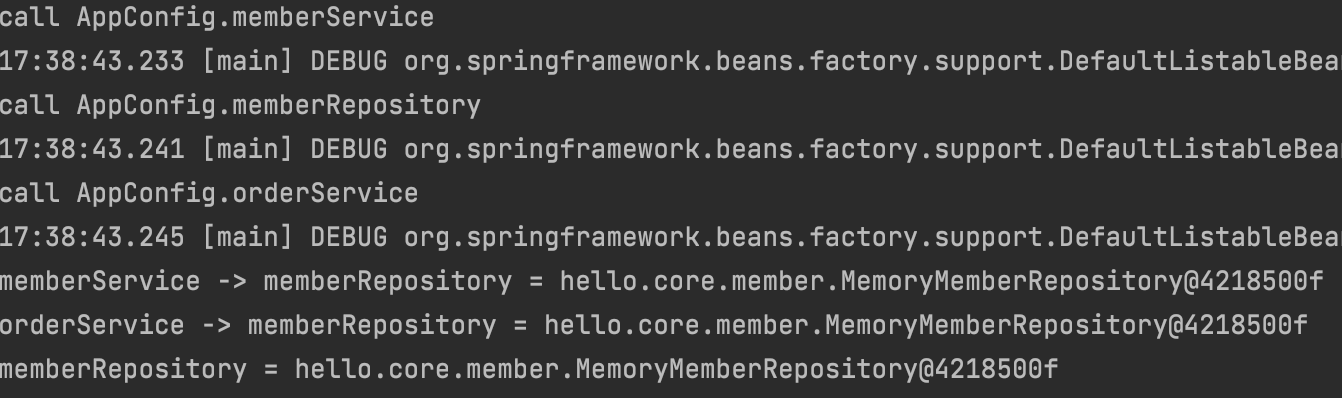 call AppConfig.memberService
17:38:43.233 [main] DEBUG org.springframework.beans.factory.support.DefaultListableBea
call AppConfig.memberRepository
17:38:43.241 [main] DEBUG org.springframework.beans.factory.support.DefaultListableBea
call AppConfig.orderService
17:38:43.245 [main] DEBUG org.springframework.beans.factory.support.DefaultListableBea
memberService -> memberRepository = hello.core.member.MemoryMemberRepository@4218500f
orderService -> memberRepository = hello.core.member.MemoryMemberRepository@4218500f
memberRepository = hello.core.member.MemoryMemberRepository@4218500f